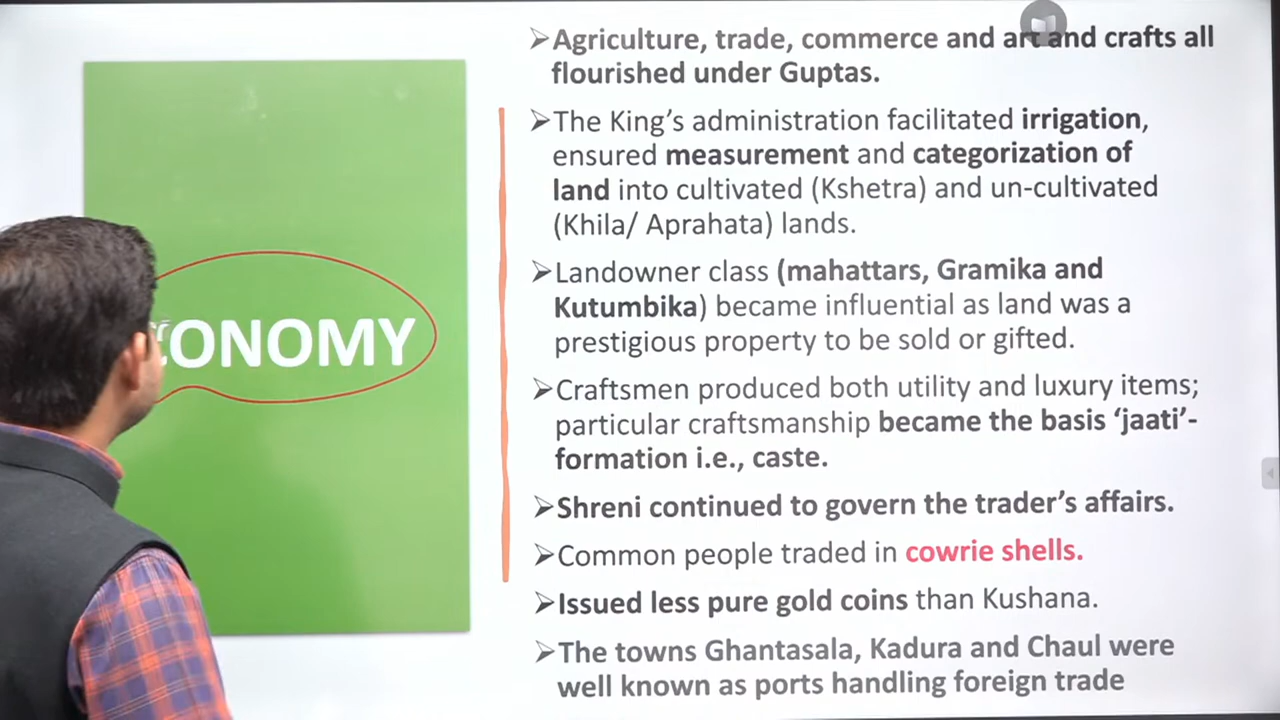 ECONOMY
➢Agriculture, trade, commerce and art and crafts all
flourished under Guptas.
➢The King's administration facilitated irrigation,
ensured measurement and categorization of
land into cultivated (Kshetra) and un-cultivated
(Khila/ Aprahata) lands.
➢Landowner class (mahattars, Gramika and
Kutumbika) became influential as land was a
prestigious property to be sold or gifted.
➢Craftsmen produced both utility and luxury items;
particular craftsmanship became the basis ‘jaati’-
formation i.e., caste.
➢Shreni continued to govern the trader's affairs.
➢Common people traded in cowrie shells.
➢Issued less pure gold coins than Kushana.
➢The towns Ghantasala, Kadura and Chaul were
well known as ports handling foreign trade